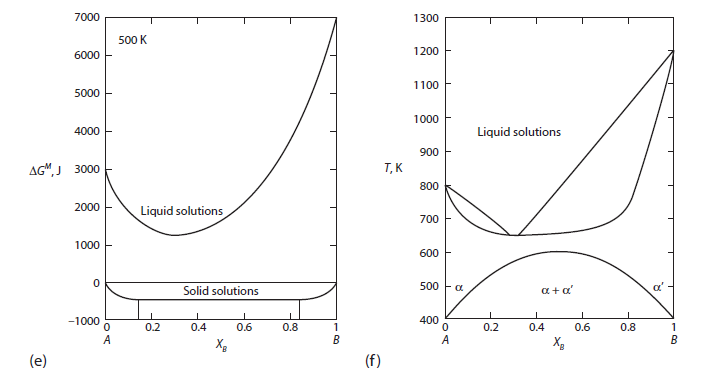 7000
500 K
6000
5000
4000
ΔG^M, J
3000
2000
Liquid solutions
1000
0
Solid solutions
−1000
0 0.2 0.4 0.6 0.8 1
A X_B B
(e)
1300
1200
1100
1000
Liquid solutions
900
T, K
800
700
600
500
α α + α′ α′
400
0 0.2 0.4 0.6 0.8 1
A X_B B
(f)